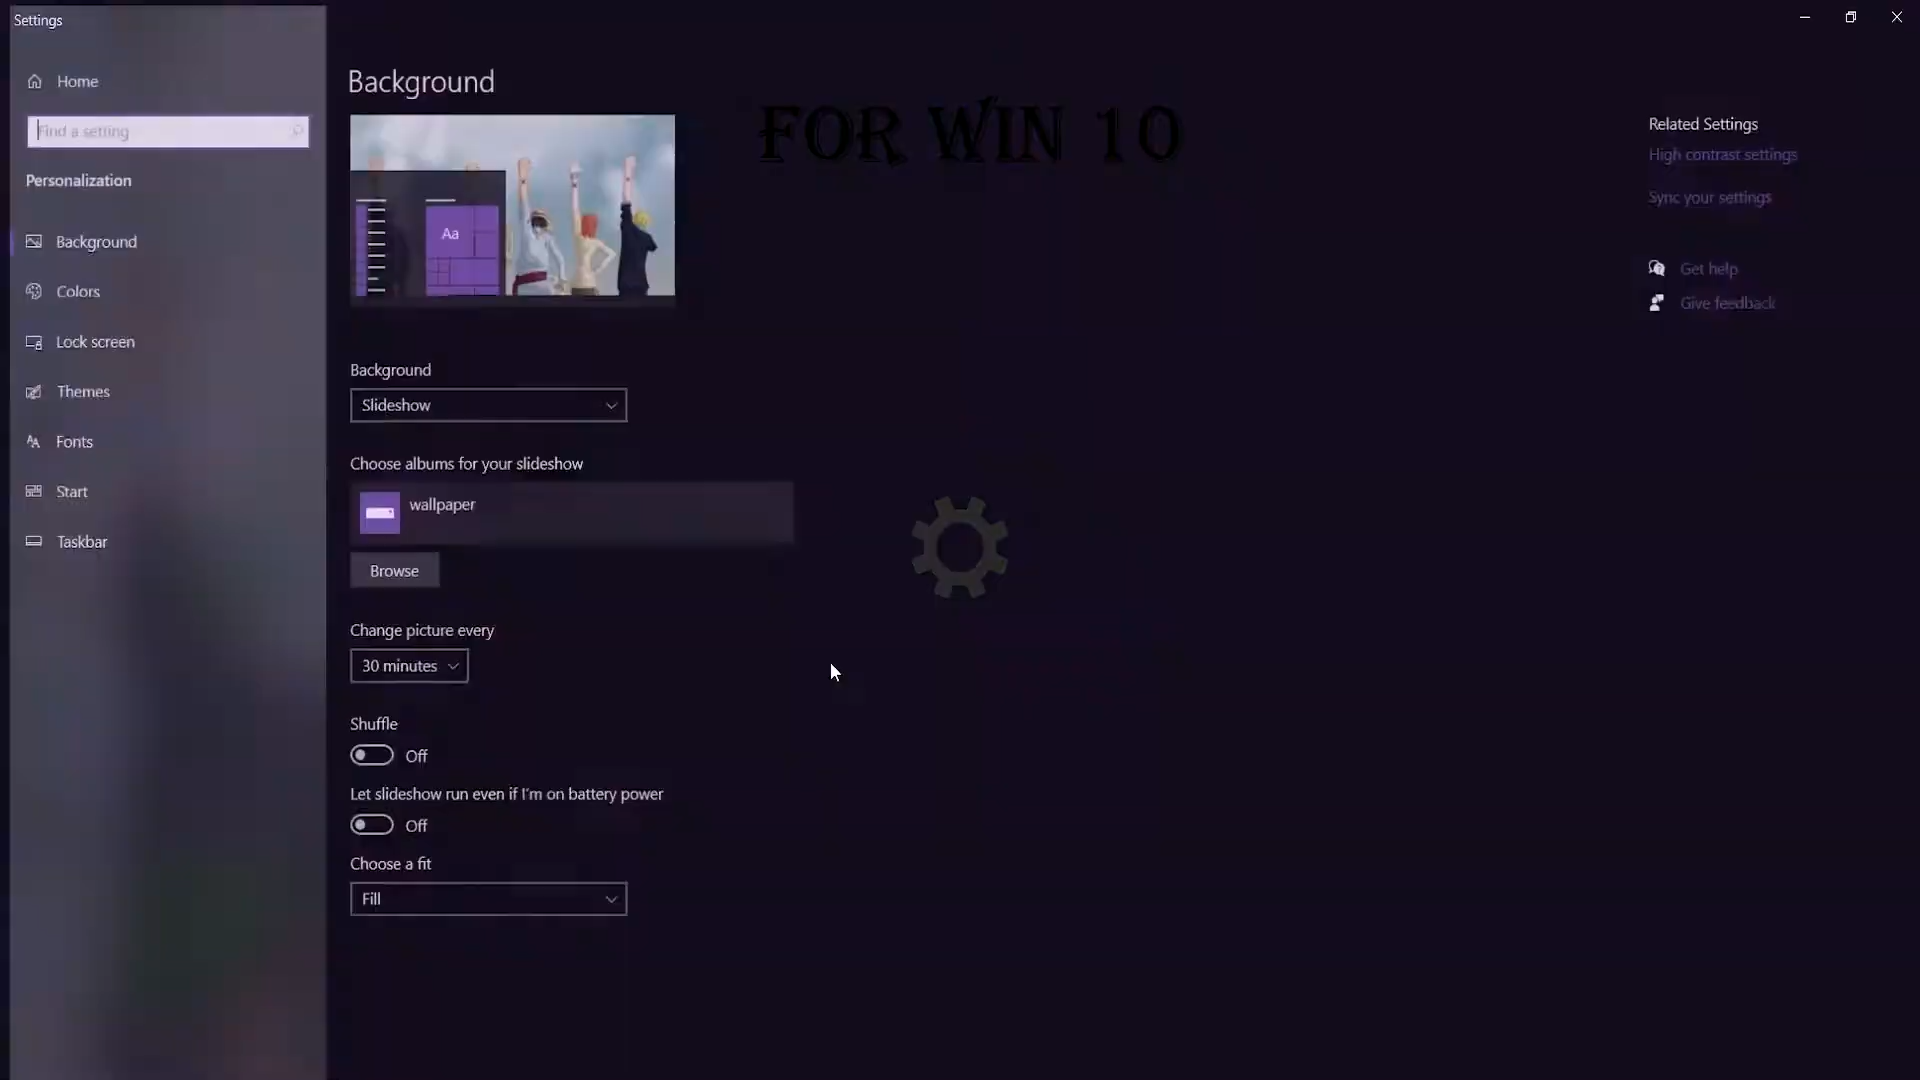 Settings
Home
Find a setting
Personalization
Background
Colors
Lock screen
Themes
Fonts
Start
Taskbar
Background
FOR WIN 10
Aa
Background
Slideshow
Choose albums for your slideshow
wallpaper
Browse
Change picture every
30 minutes
Shuffle
Off
Let slideshow run even if I'm on battery power
Off
Choose a fit
Fill
Related Settings
High contrast settings
Sync your settings
Get help
Give feedback